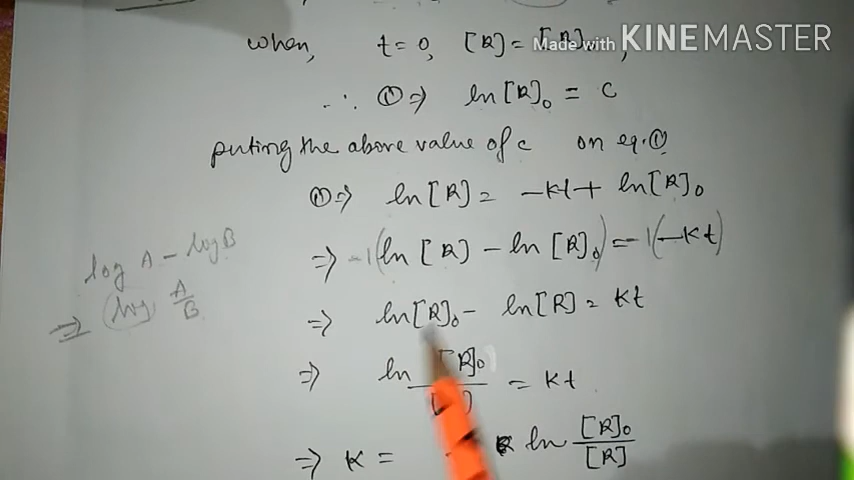 when, t=0, [R]=[R]₀,
Made with KINEMASTER
∴ ①⇒ ln[R]₀ = C
puting the above value of c on eq.①
①⇒ ln[R] = -Kt + ln[R]₀
⇒ -1(ln[R] - ln[R]₀) = -1(-Kt)
log A - log B
⇒ log A/B
⇒ ln[R]₀ - ln[R] = Kt
⇒ ln [R]₀ = Kt
⇒ K = ln [R]₀/[R]